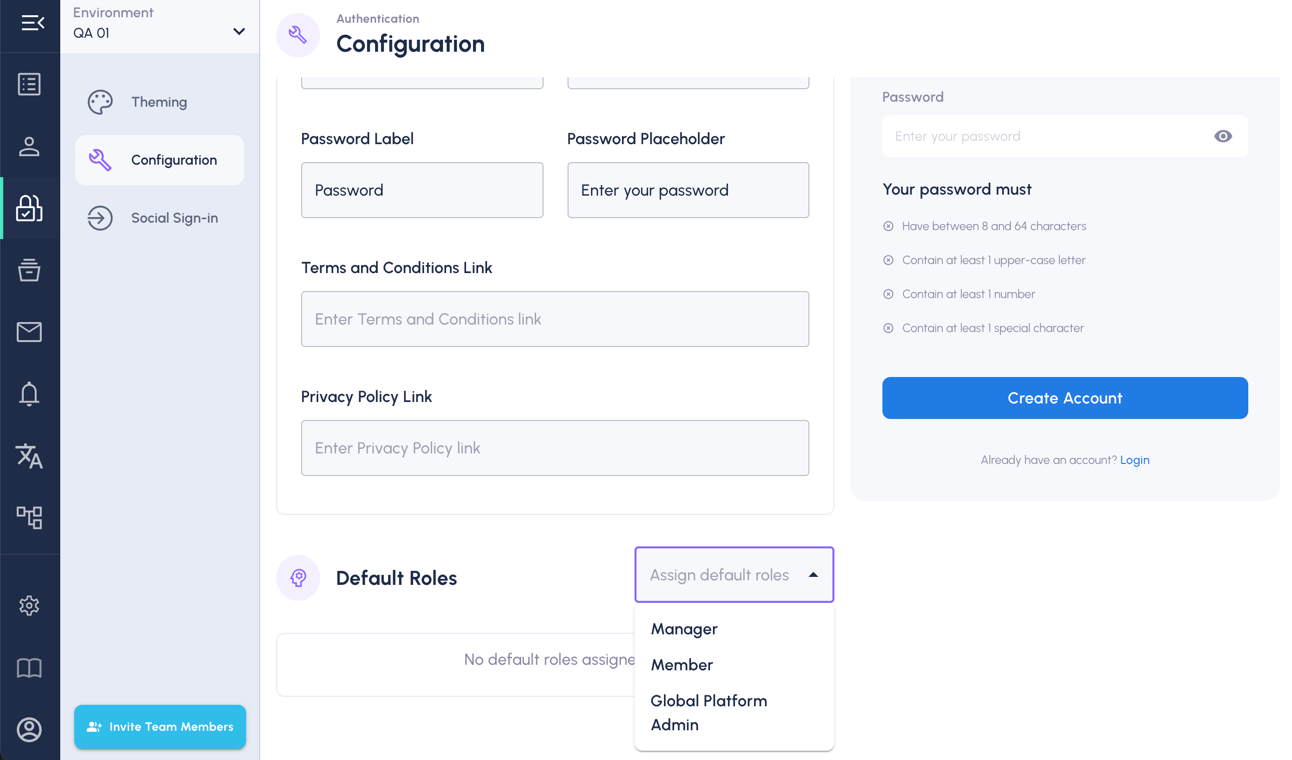 Environment
QA 01
Theming
Configuration
Social Sign-in
Invite Team Members
Authentication
Configuration
Password Label
Password Placeholder
Password
Enter your password
Terms and Conditions Link
Enter Terms and Conditions link
Privacy Policy Link
Enter Privacy Policy link
Default Roles
Assign default roles
Manager
Member
Global Platform
Admin
No default roles assigne
Password
Enter your password
Your password must
Have between 8 and 64 characters
Contain at least 1 upper-case letter
Contain at least 1 number
Contain at least 1 special character
Create Account
Already have an account? Login